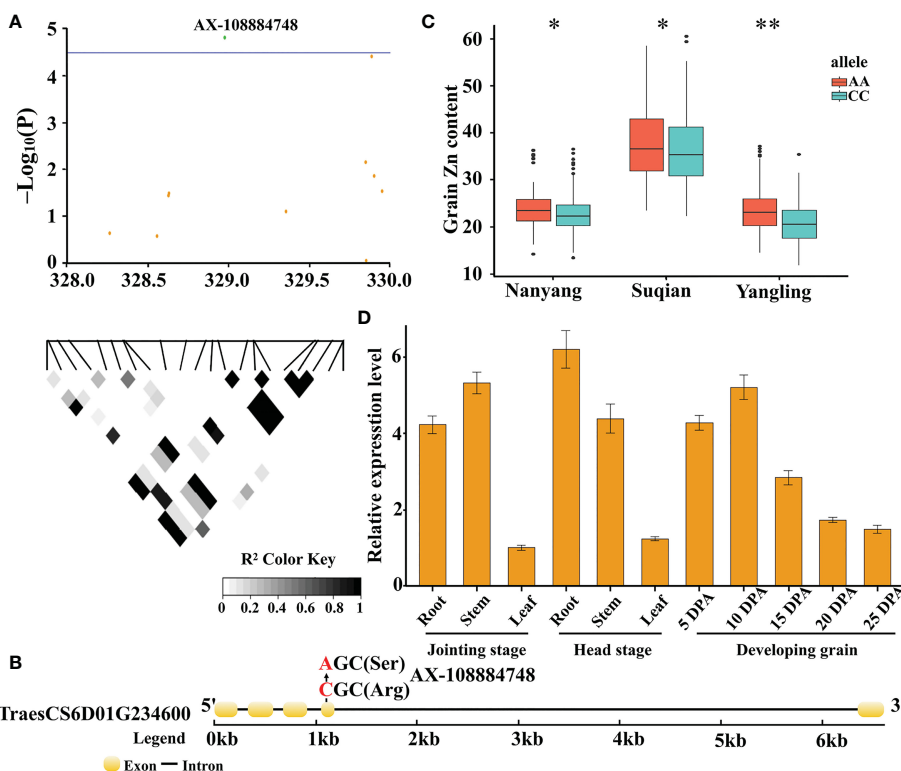 A
AX-108884748
5
4
3
2
1
0
−Log10(P)
328.0 328.5 329.0 329.5 330.0
R² Color Key
0 0.2 0.4 0.6 0.8 1
C
* * **
Grain Zn content
60
50
40
30
20
10
allele
AA
CC
Nanyang Suqian Yangling
D
Relative expresstion level
6
4
2
0
Root Stem Leaf Root Stem Leaf 5 DPA 10 DPA 15 DPA 20 DPA 25 DPA
Jointing stage Head stage Developing grain
B
AGC(Ser)
AX-108884748
CGC(Arg)
TraesCS6D01G234600 5' 3
Legend 0kb 1kb 2kb 3kb 4kb 5kb 6kb
Exon Intron